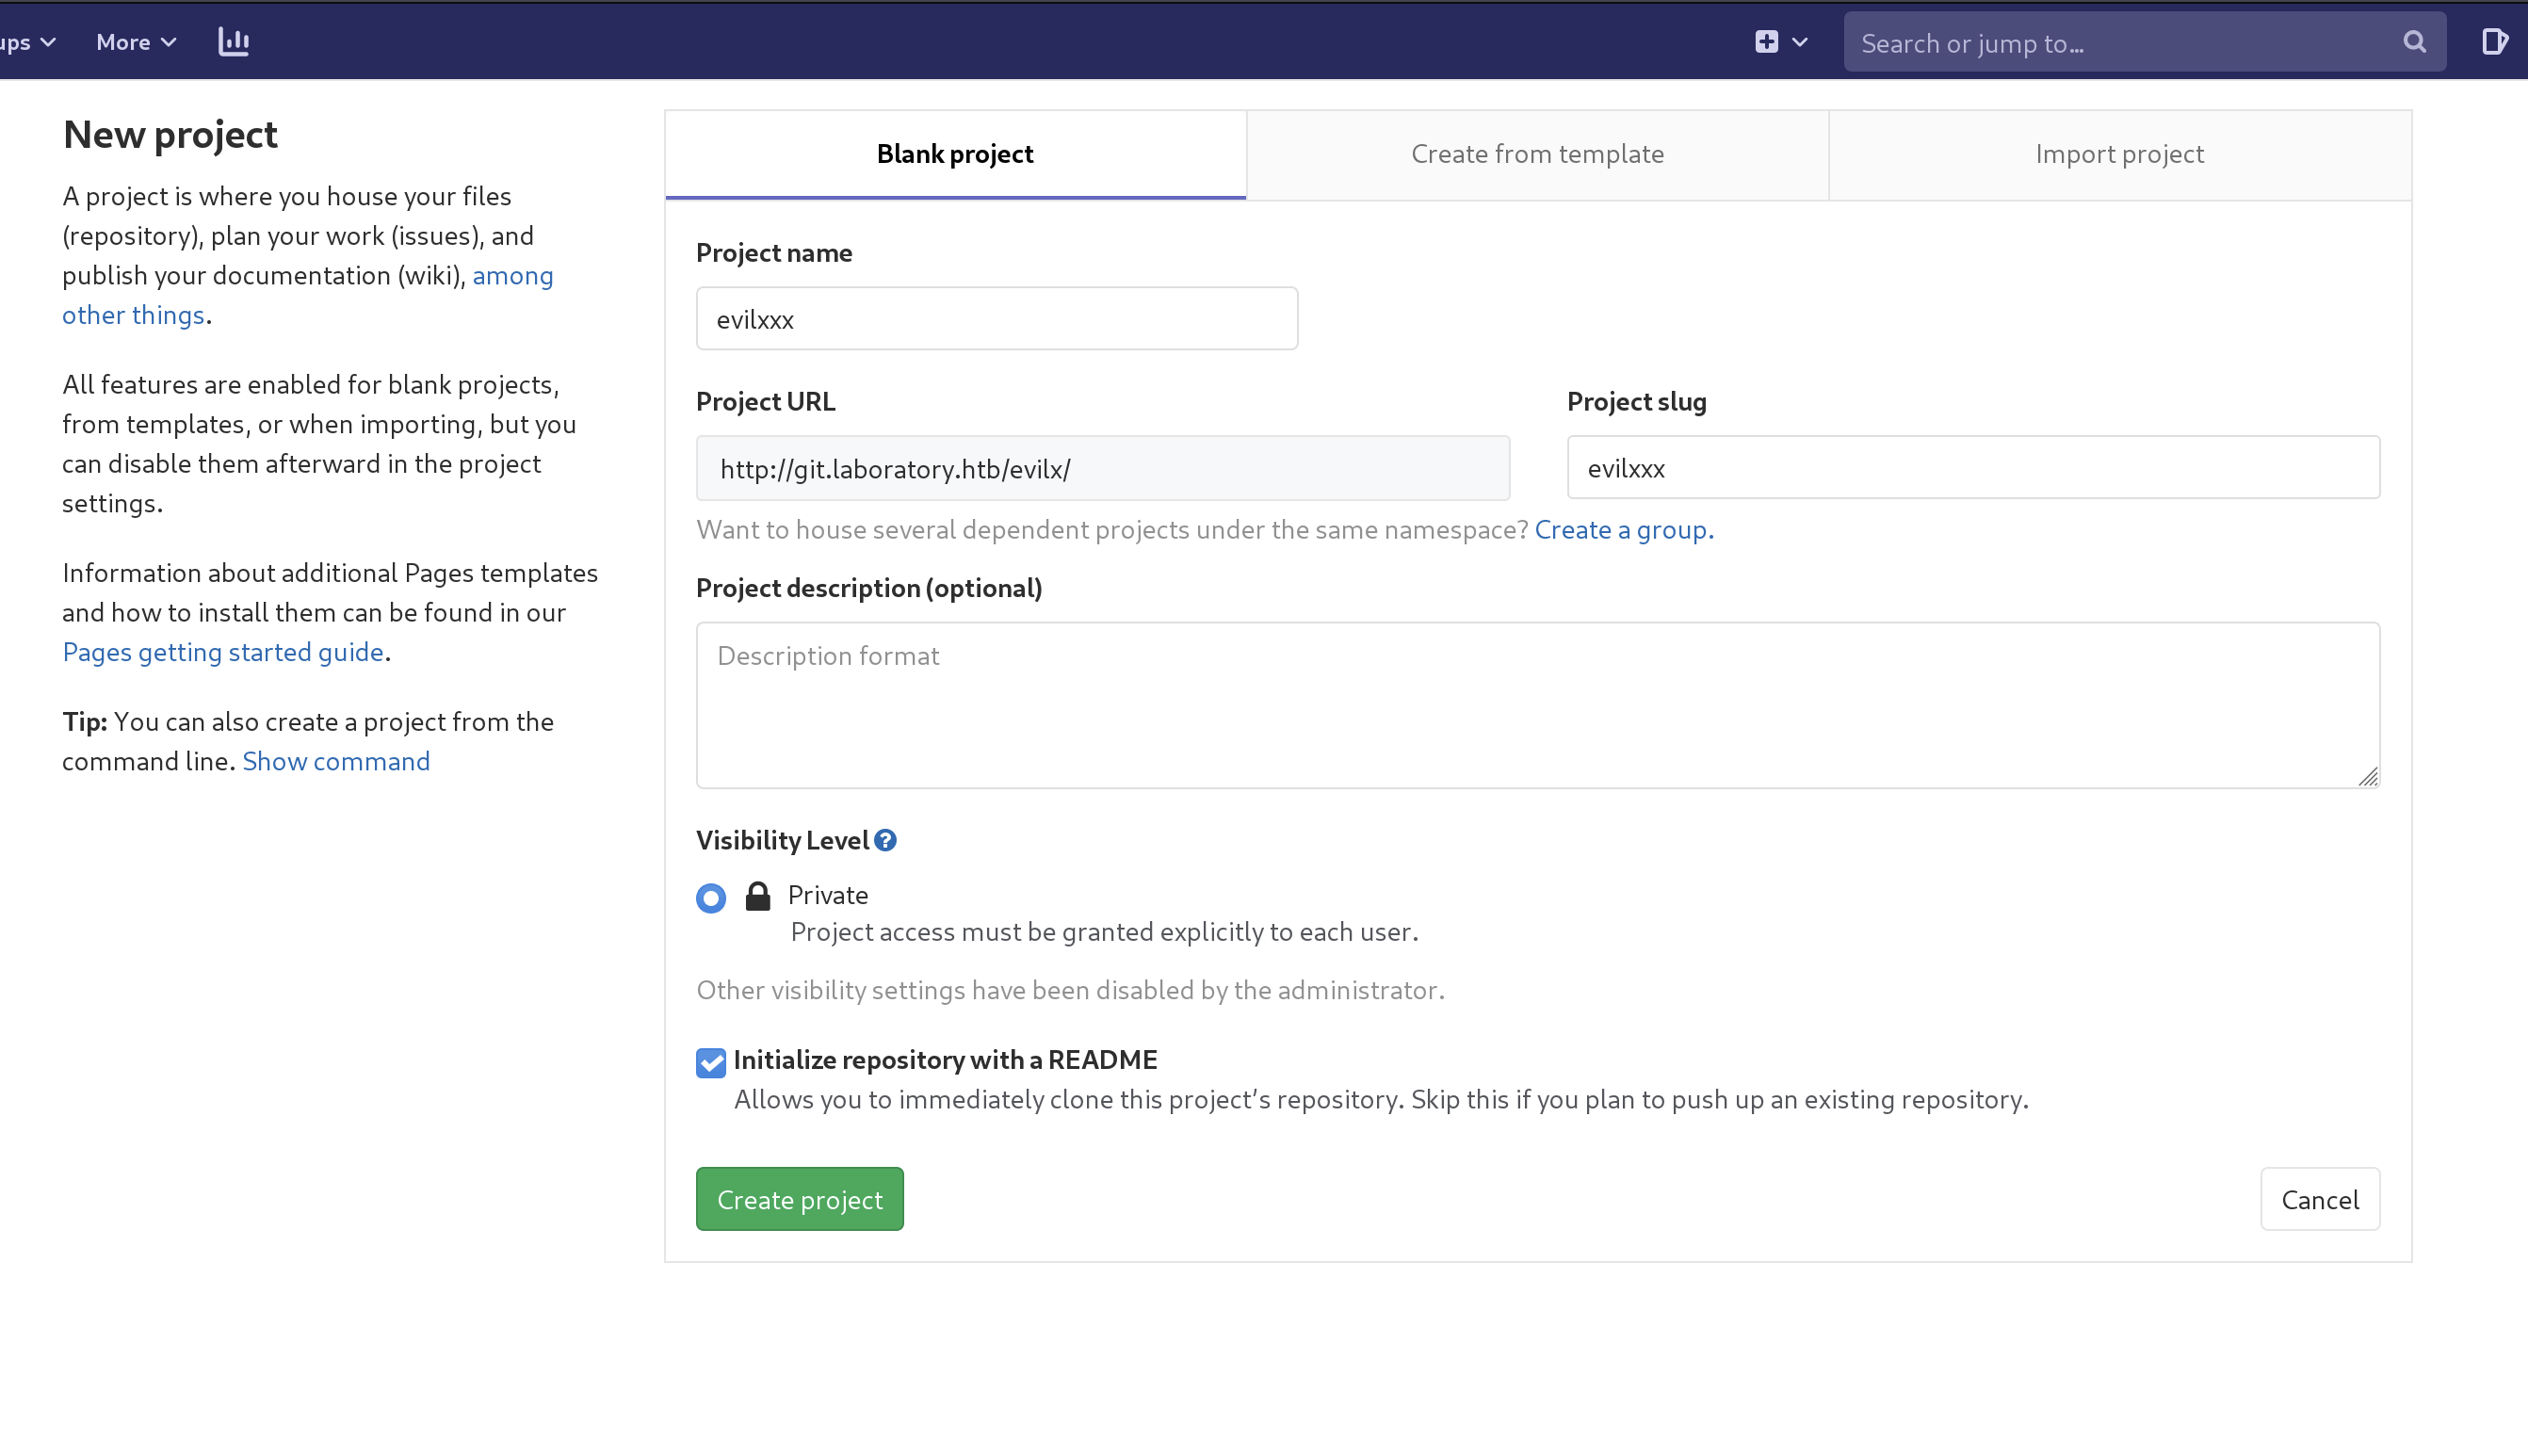 More
Search or jump to...
New project
A project is where you house your files
(repository), plan your work (issues), and
publish your documentation (wiki), among
other things.
All features are enabled for blank projects,
from templates, or when importing, but you
can disable them afterward in the project
settings.
Information about additional Pages templates
and how to install them can be found in our
Pages getting started guide.
Tip: You can also create a project from the
command line. Show command
Blank project
Create from template
Import project
Project name
evilxxx
Project URL
Project slug
http://git.laboratory.htb/evilx/
evilxxx
Want to house several dependent projects under the same namespace? Create a group.
Project description (optional)
Description format
Visibility Level
Private
Project access must be granted explicitly to each user.
Other visibility settings have been disabled by the administrator.
Initialize repository with a README
Allows you to immediately clone this project’s repository. Skip this if you plan to push up an existing repository.
Create project
Cancel